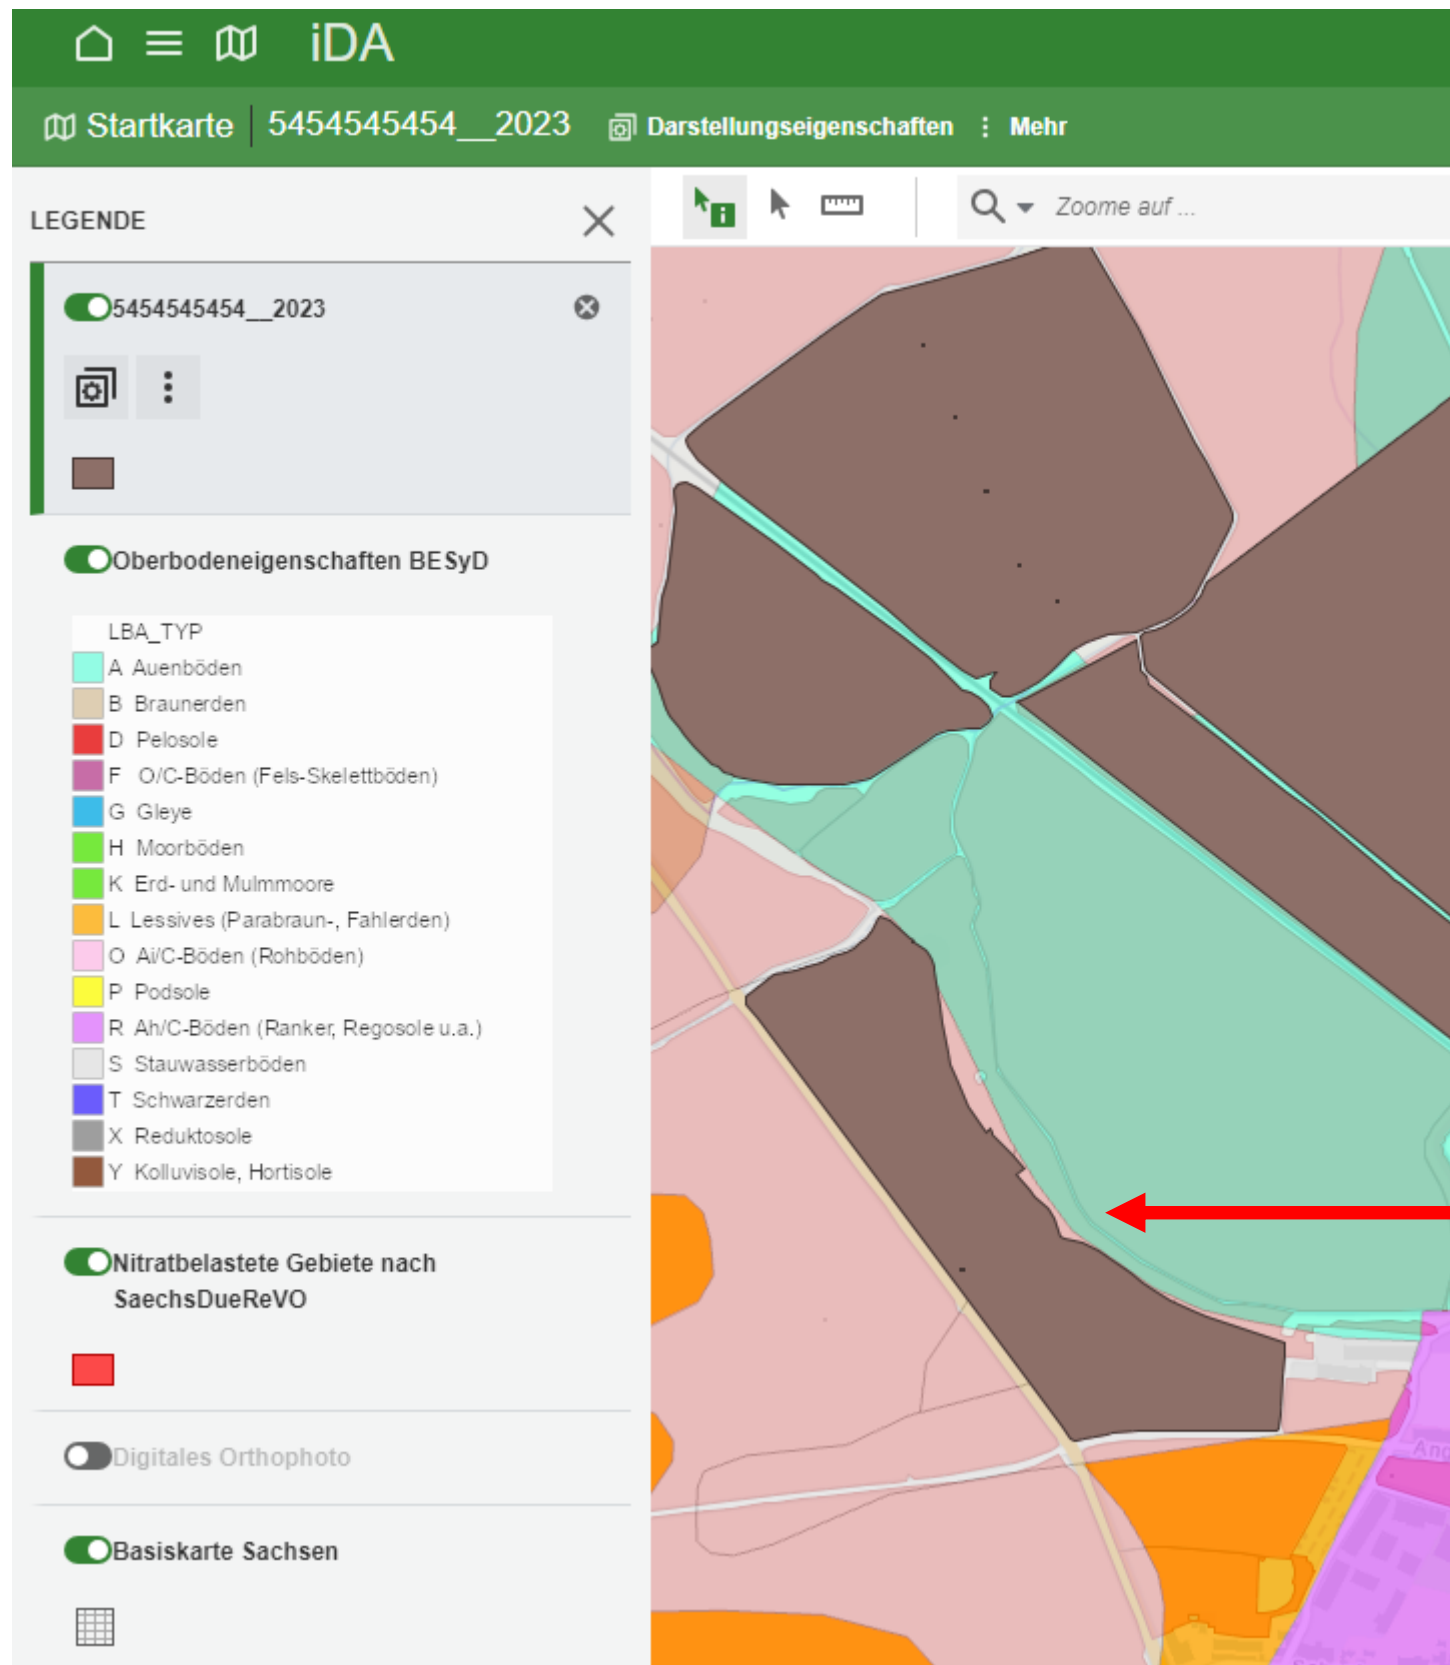 iDA
Startkarte 5454545454__2023 Darstellungseigenschaften Mehr
LEGENDE
Zoome auf ...
5454545454__2023
Oberbodeneigenschaften BESyD
LBA_TYP
A Auenböden
B Braunerden
D Pelosole
F O/C-Böden (Fels-Skelettböden)
G Gleye
H Moorböden
K Erd- und Mulmmoore
L Lessives (Parabraun-, Fahlerden)
O Ai/C-Böden (Rohböden)
P Podsole
R Ah/C-Böden (Ranker, Regosole u.a.)
S Stauwasserböden
T Schwarzerden
X Reduktosole
Y Kolluvisole, Hortisole
Nitratbelastete Gebiete nach
SaechsDueReVO
Digitales Orthophoto
Basiskarte Sachsen